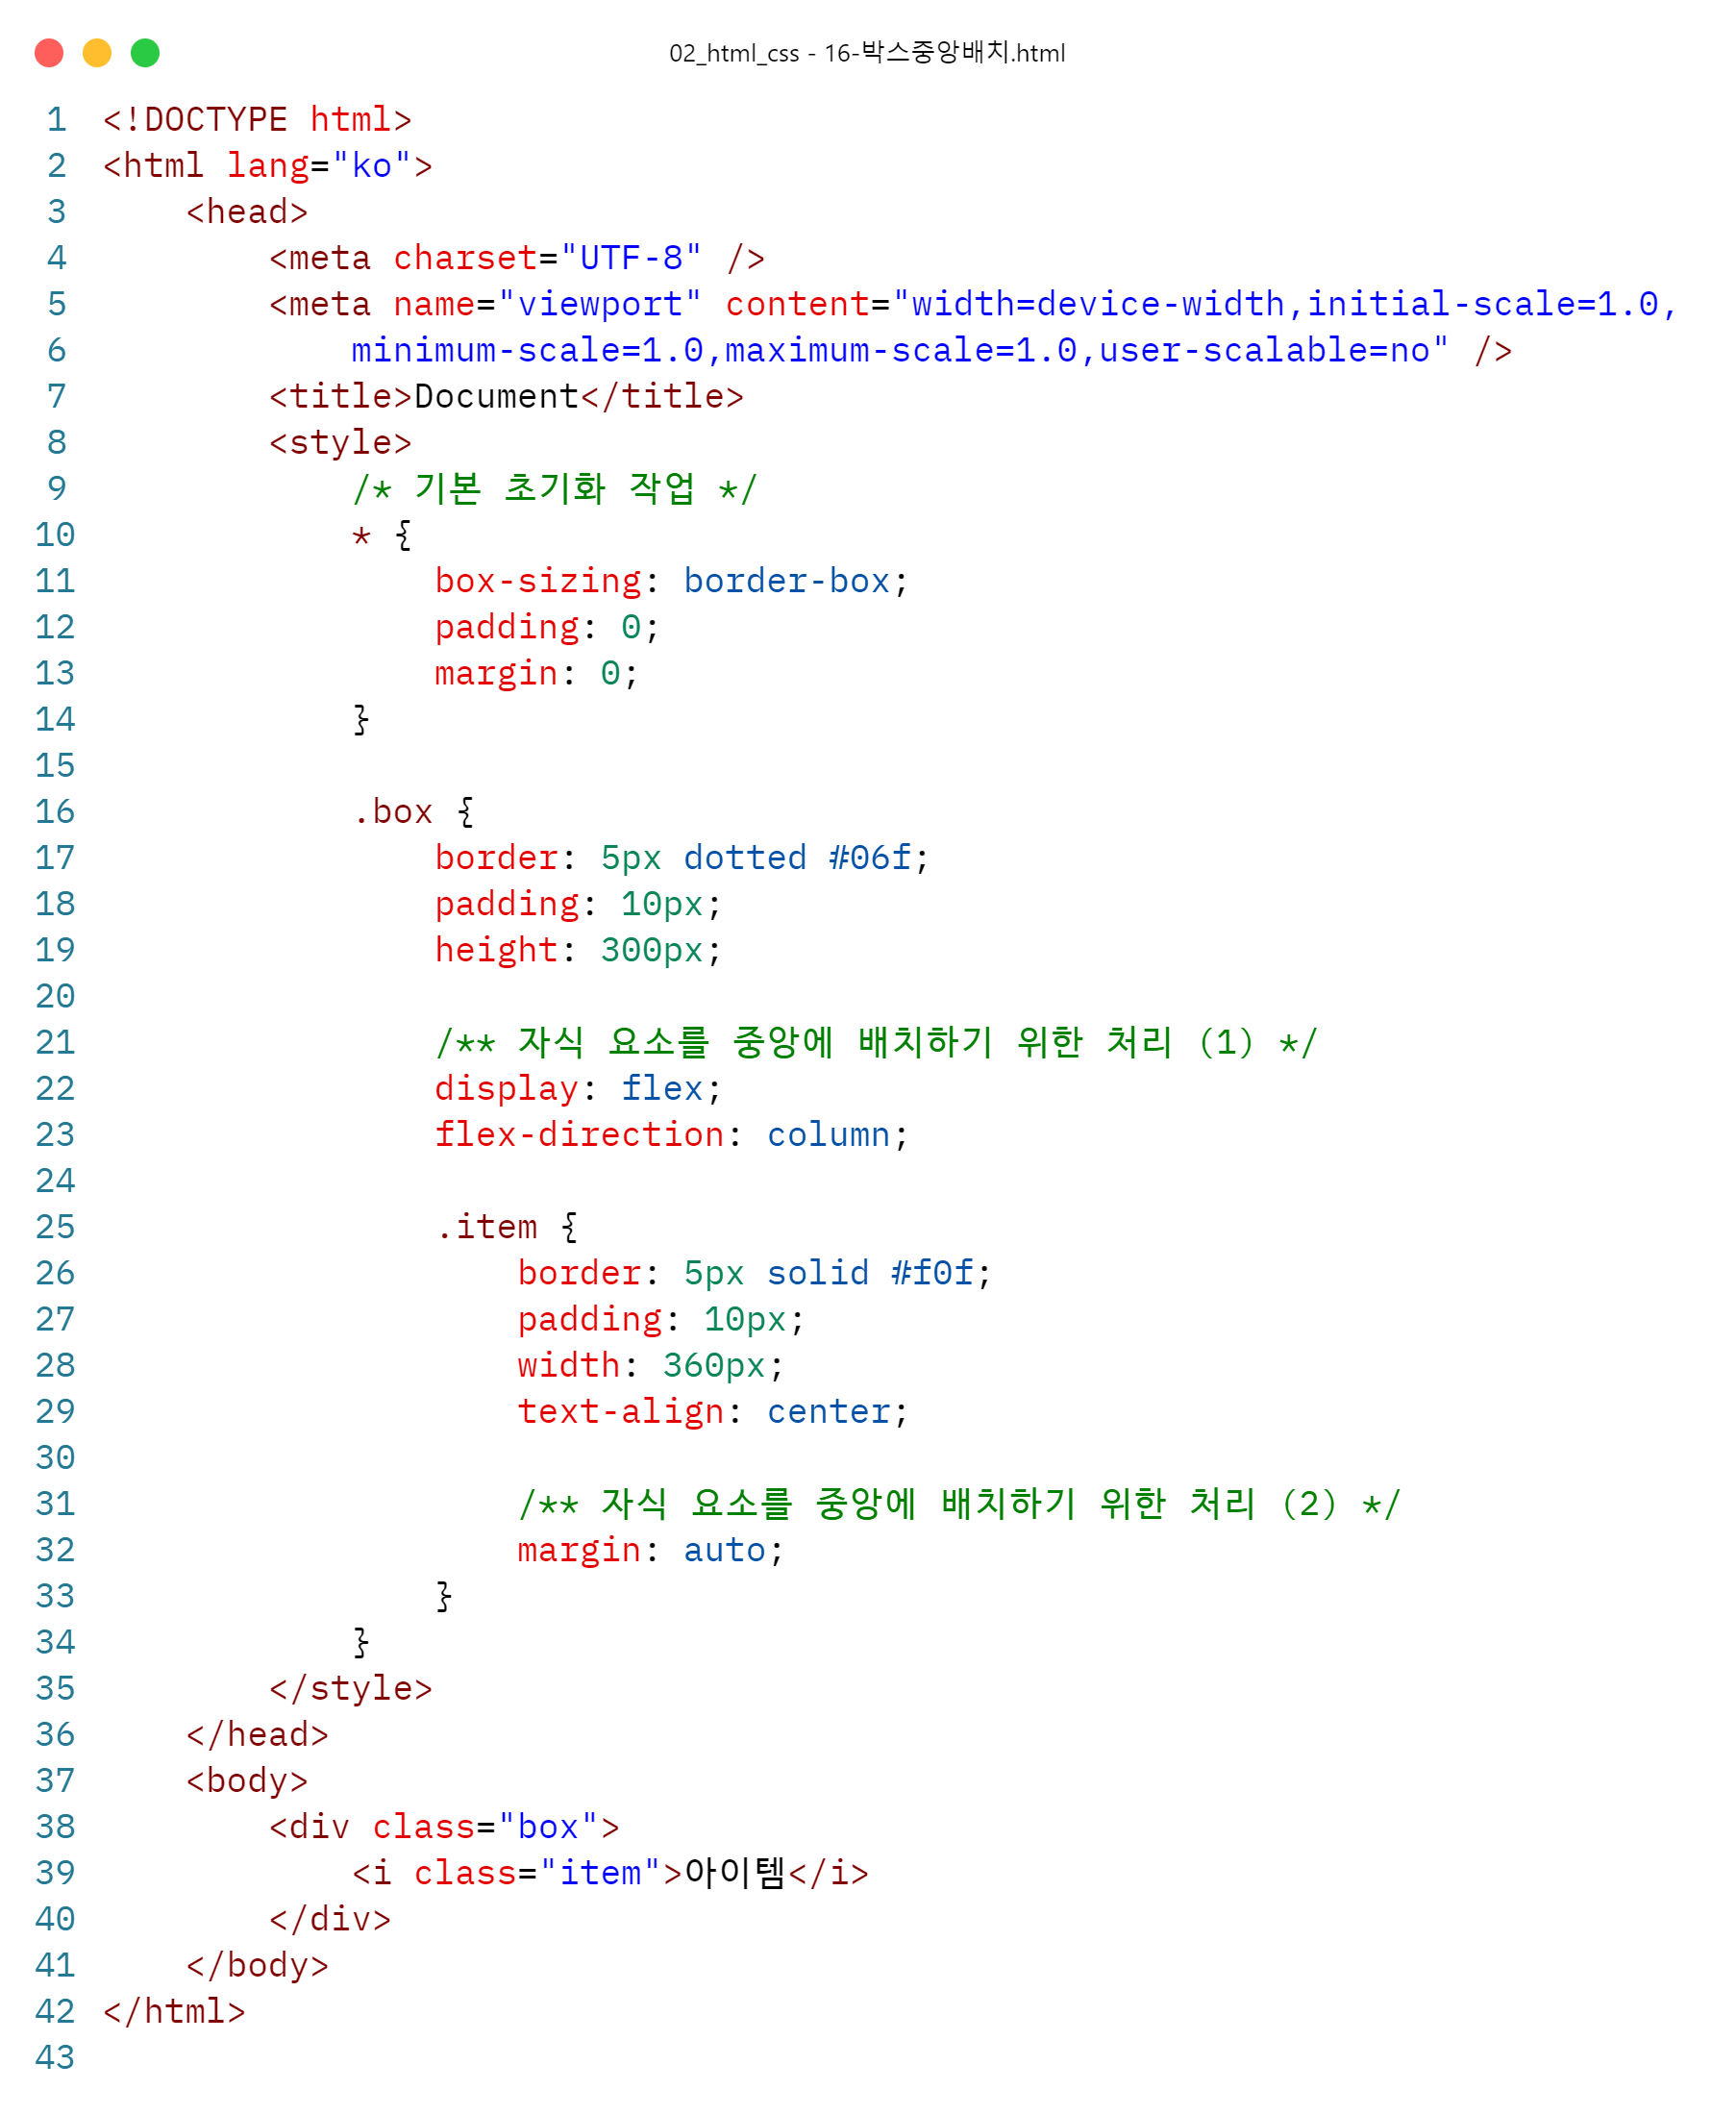 02_html_css - 16-박스중앙배치.html
1 <!DOCTYPE html>
2 <html lang="ko">
3     <head>
4         <meta charset="UTF-8" />
5         <meta name="viewport" content="width=device-width,initial-scale=1.0,
6             minimum-scale=1.0,maximum-scale=1.0,user-scalable=no" />
7         <title>Document</title>
8         <style>
9             /* 기본 초기화 작업 */
10             * {
11                 box-sizing: border-box;
12                 padding: 0;
13                 margin: 0;
14             }
15
16             .box {
17                 border: 5px dotted #06f;
18                 padding: 10px;
19                 height: 300px;
20
21                 /** 자식 요소를 중앙에 배치하기 위한 처리 (1) */
22                 display: flex;
23                 flex-direction: column;
24
25                 .item {
26                     border: 5px solid #f0f;
27                     padding: 10px;
28                     width: 360px;
29                     text-align: center;
30
31                     /** 자식 요소를 중앙에 배치하기 위한 처리 (2) */
32                     margin: auto;
33                 }
34             }
35         </style>
36     </head>
37     <body>
38         <div class="box">
39             <i class="item">아이템</i>
40         </div>
41     </body>
42 </html>
43